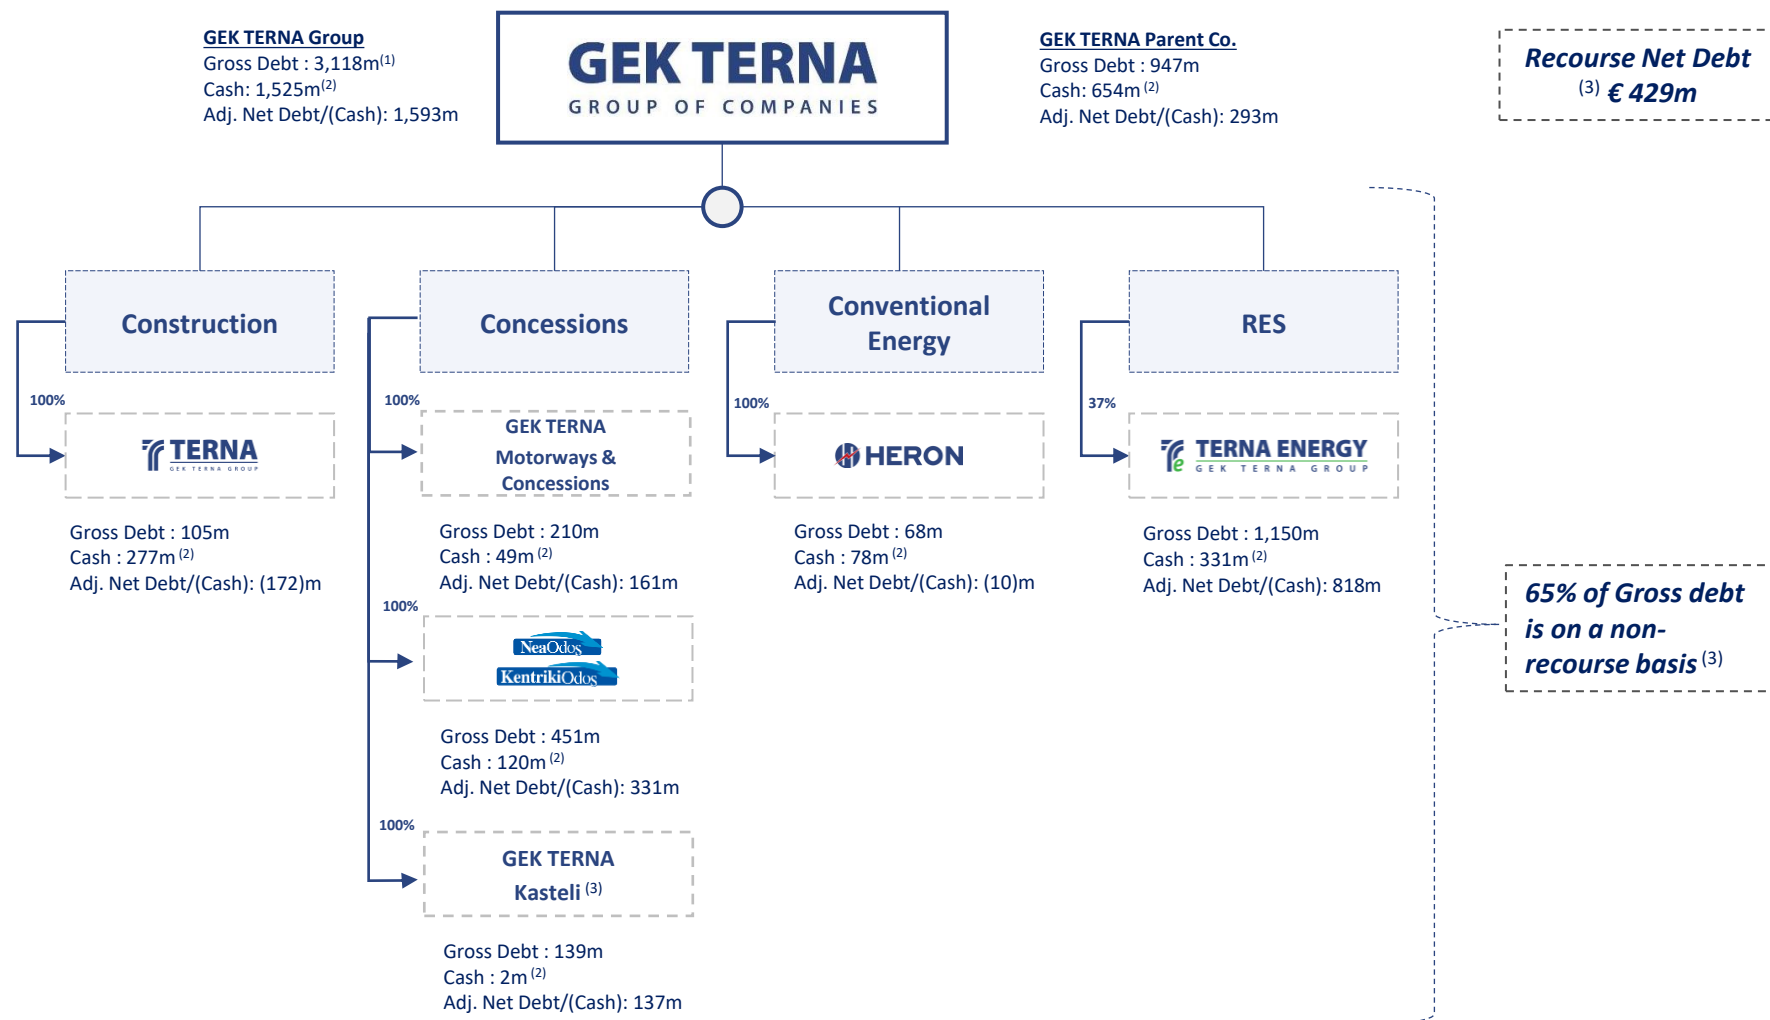 GEK TERNA Group
Gross Debt : 3,118m(1)
Cash: 1,525m(2)
Adj. Net Debt/(Cash): 1,593m
GEK TERNA
GROUP OF COMPANIES
GEK TERNA Parent Co.
Gross Debt : 947m
Cash: 654m (2)
Adj. Net Debt/(Cash): 293m
Recourse Net Debt
(3) € 429m
Construction
Concessions
Conventional
Energy
RES
100%
TERNA
GEK TERNA GROUP
Gross Debt : 105m
Cash : 277m (2)
Adj. Net Debt/(Cash): (172)m
100%
GEK TERNA
Motorways &
Concessions
Gross Debt : 210m
Cash : 49m (2)
Adj. Net Debt/(Cash): 161m
100%
NeaOdos
KentrikiOdos
Gross Debt : 451m
Cash : 120m (2)
Adj. Net Debt/(Cash): 331m
100%
GEK TERNA
Kasteli (3)
Gross Debt : 139m
Cash : 2m (2)
Adj. Net Debt/(Cash): 137m
100%
HERON
Gross Debt : 68m
Cash : 78m (2)
Adj. Net Debt/(Cash): (10)m
37%
TERNA ENERGY
GEK TERNA GROUP
Gross Debt : 1,150m
Cash : 331m (2)
Adj. Net Debt/(Cash): 818m
65% of Gross debt
is on a non-
recourse basis (3)